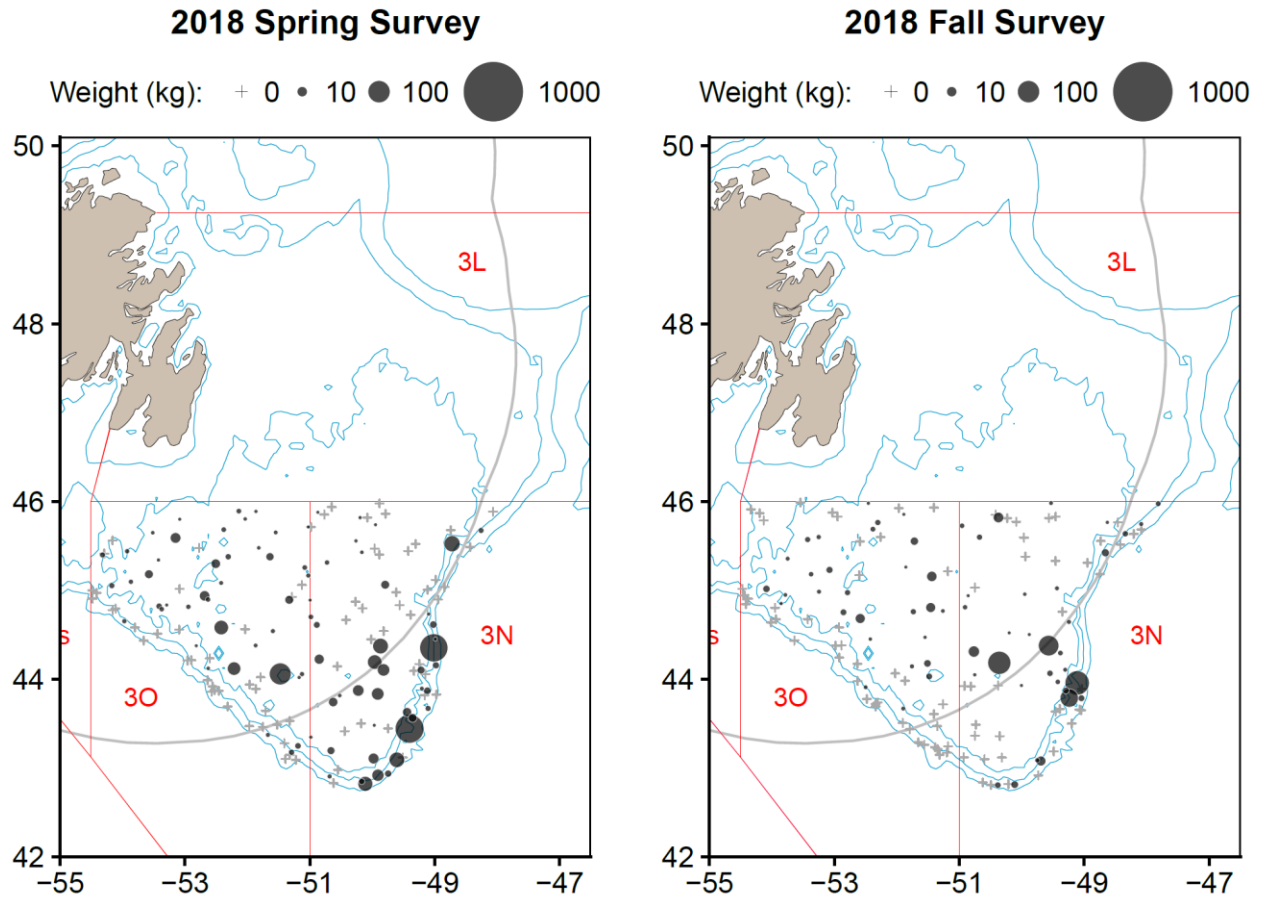 2018 Spring Survey
Weight (kg): + 0 10 100 1000
50
48
46
44
42
−55 −53 −51 −49 −47
3L
3N
3O
s
2018 Fall Survey
Weight (kg): + 0 10 100 1000
50
48
46
44
42
−55 −53 −51 −49 −47
3L
3N
3O
s